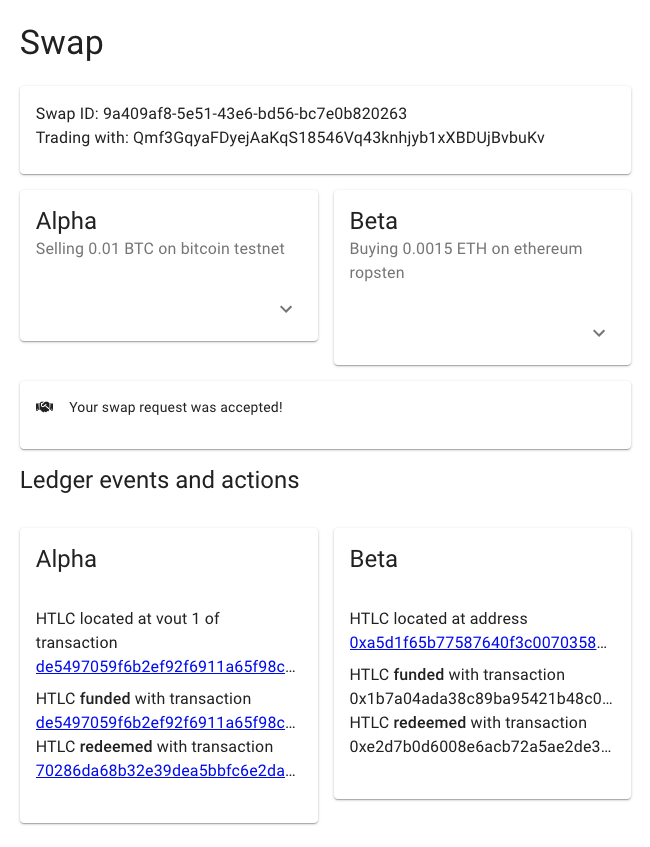 Swap
Swap ID: 9a409af8-5e51-43e6-bd56-bc7e0b820263
Trading with: Qmf3GqyaFDyejAaKqS18546Vq43knhjyb1xXBDUjBvbuKv
Alpha
Selling 0.01 BTC on bitcoin testnet
Beta
Buying 0.0015 ETH on ethereum
ropsten
Your swap request was accepted!
Ledger events and actions
Alpha
HTLC located at vout 1 of
transaction
de5497059f6b2ef92f6911a65f98c...
HTLC funded with transaction
de5497059f6b2ef92f6911a65f98c...
HTLC redeemed with transaction
70286da68b32e39dea5bbfc6e2da...
Beta
HTLC located at address
0xa5d1f65b77587640f3c0070358...
HTLC funded with transaction
0x1b7a04ada38c89ba95421b48c0...
HTLC redeemed with transaction
0xe2d7b0d6008e6acb72a5ae2de3...